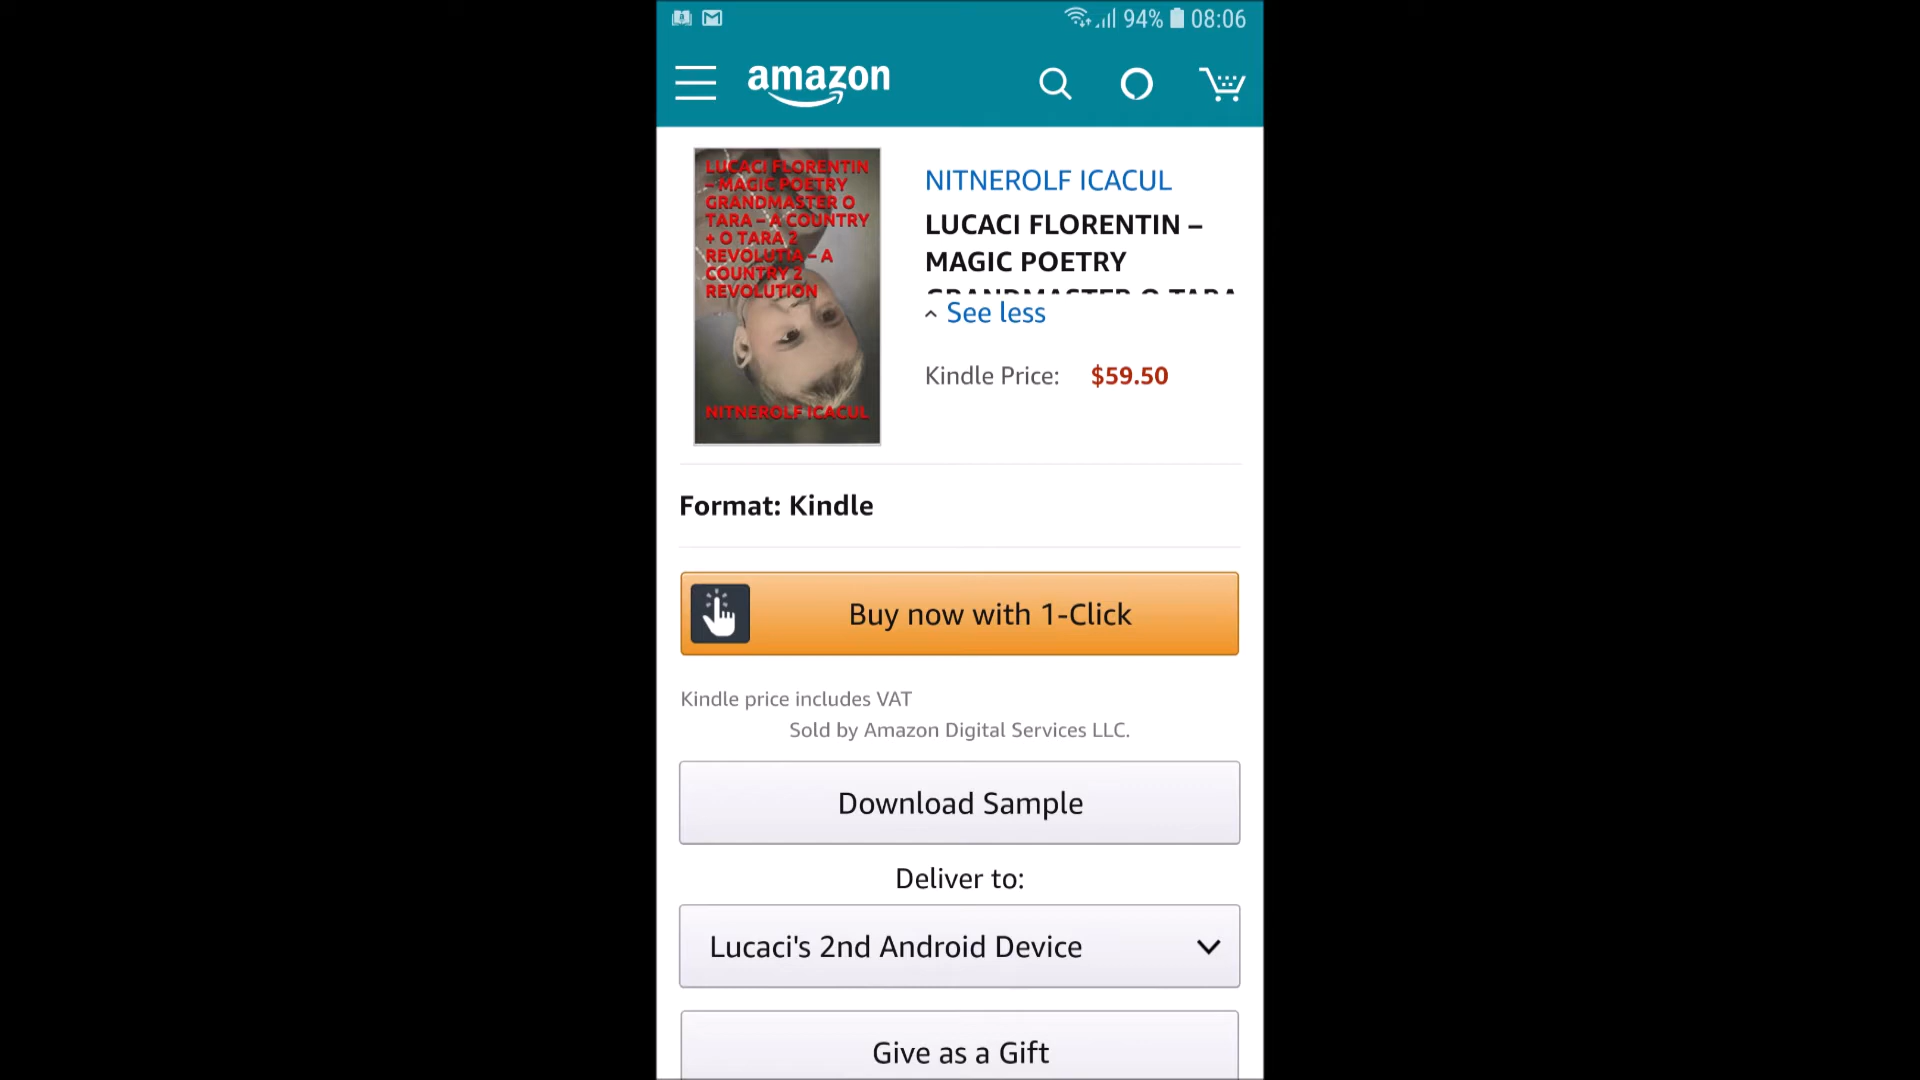 94% 08:06
amazon
LUCACI FLORENTIN
– MAGIC POETRY
GRANDMASTER O
TARA – A COUNTRY
+ O TARA 2
REVOLUTIA – A
COUNTRY 2
REVOLUTION
NITNEROLF ICACUL
NITNEROLF ICACUL
LUCACI FLORENTIN –
MAGIC POETRY
GRANDMASTER O TARA
See less
Kindle Price: $59.50
Format: Kindle
Buy now with 1-Click
Kindle price includes VAT
Sold by Amazon Digital Services LLC.
Download Sample
Deliver to:
Lucaci's 2nd Android Device
Give as a Gift